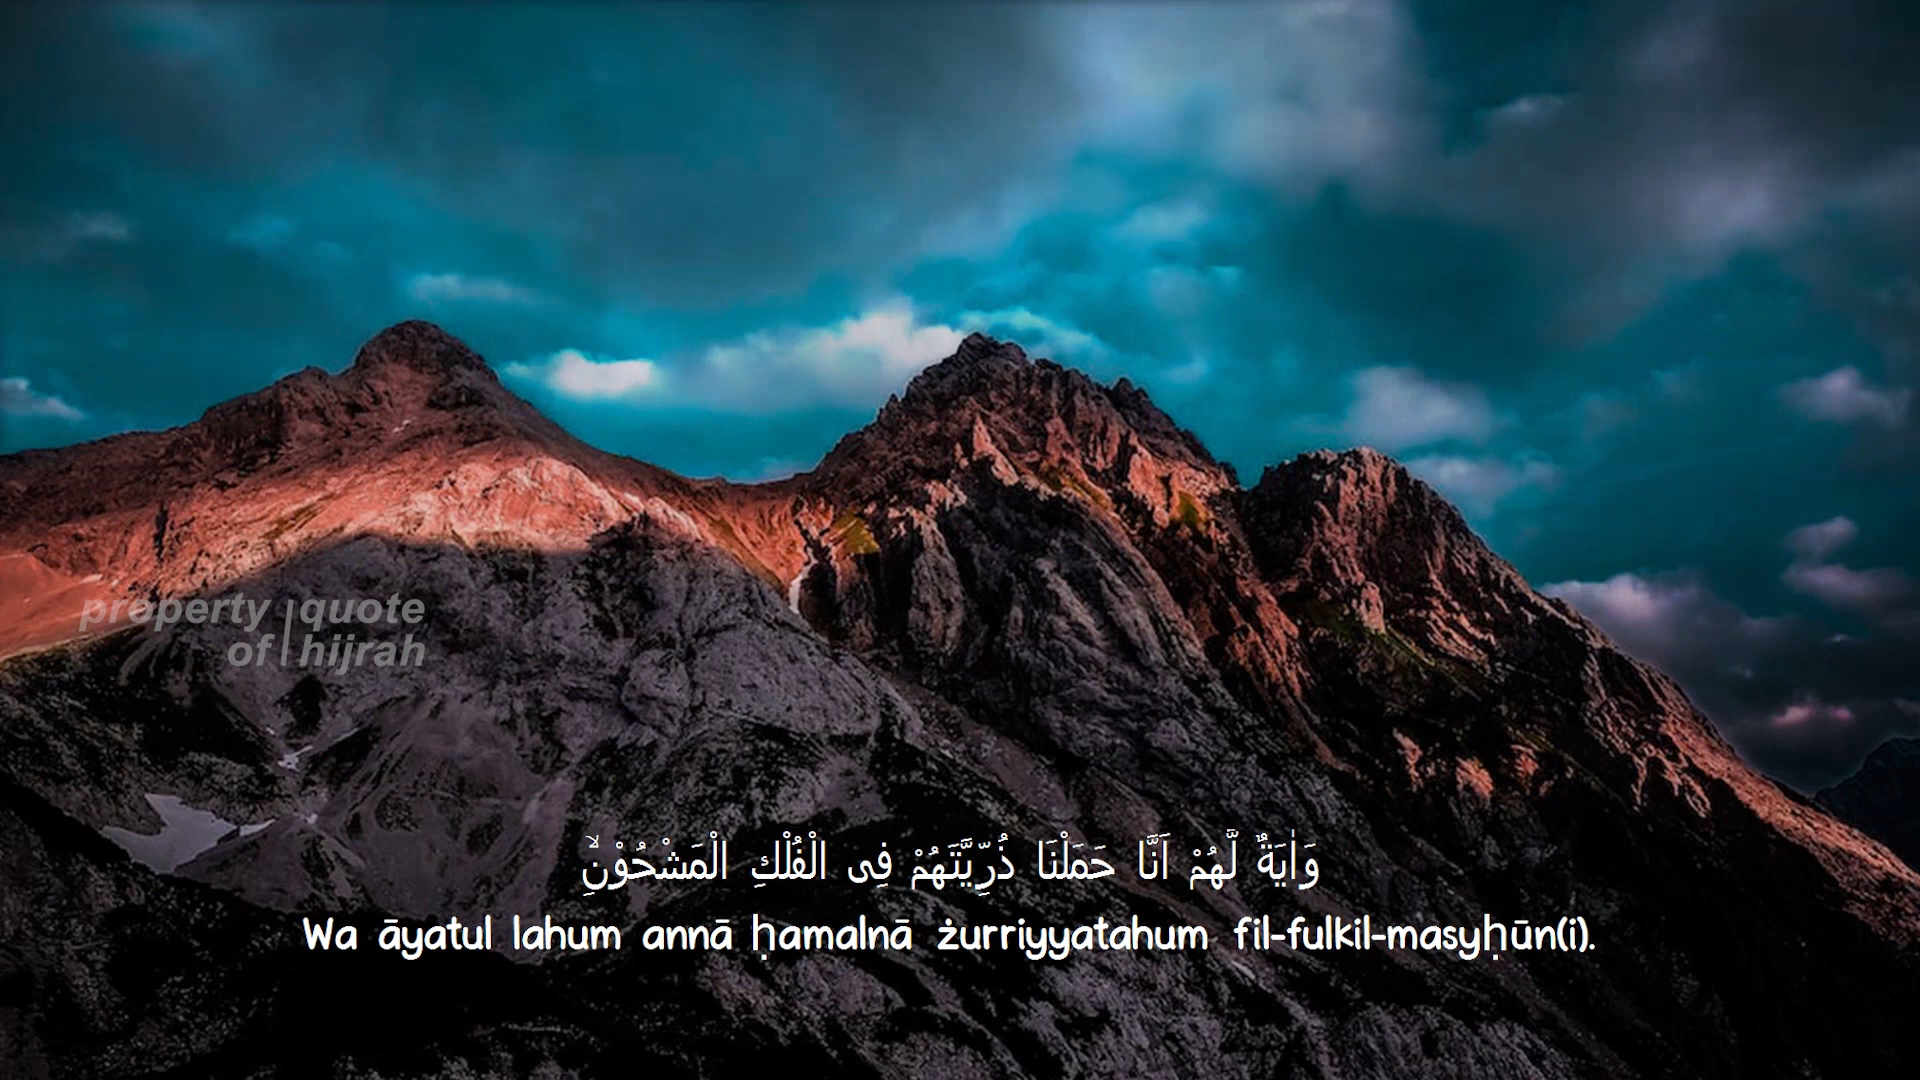 property | quote
of | hijrah
وَاٰيَةٌ لَّهُمْ اَنَّا حَمَلْنَا ذُرِّيَّتَهُمْ فِى الْفُلْكِ الْمَشْحُوْنِۙ
Wa āyatul lahum annā ḥamalnā żurriyyatahum fil-fulkil-masyḥūn(i).